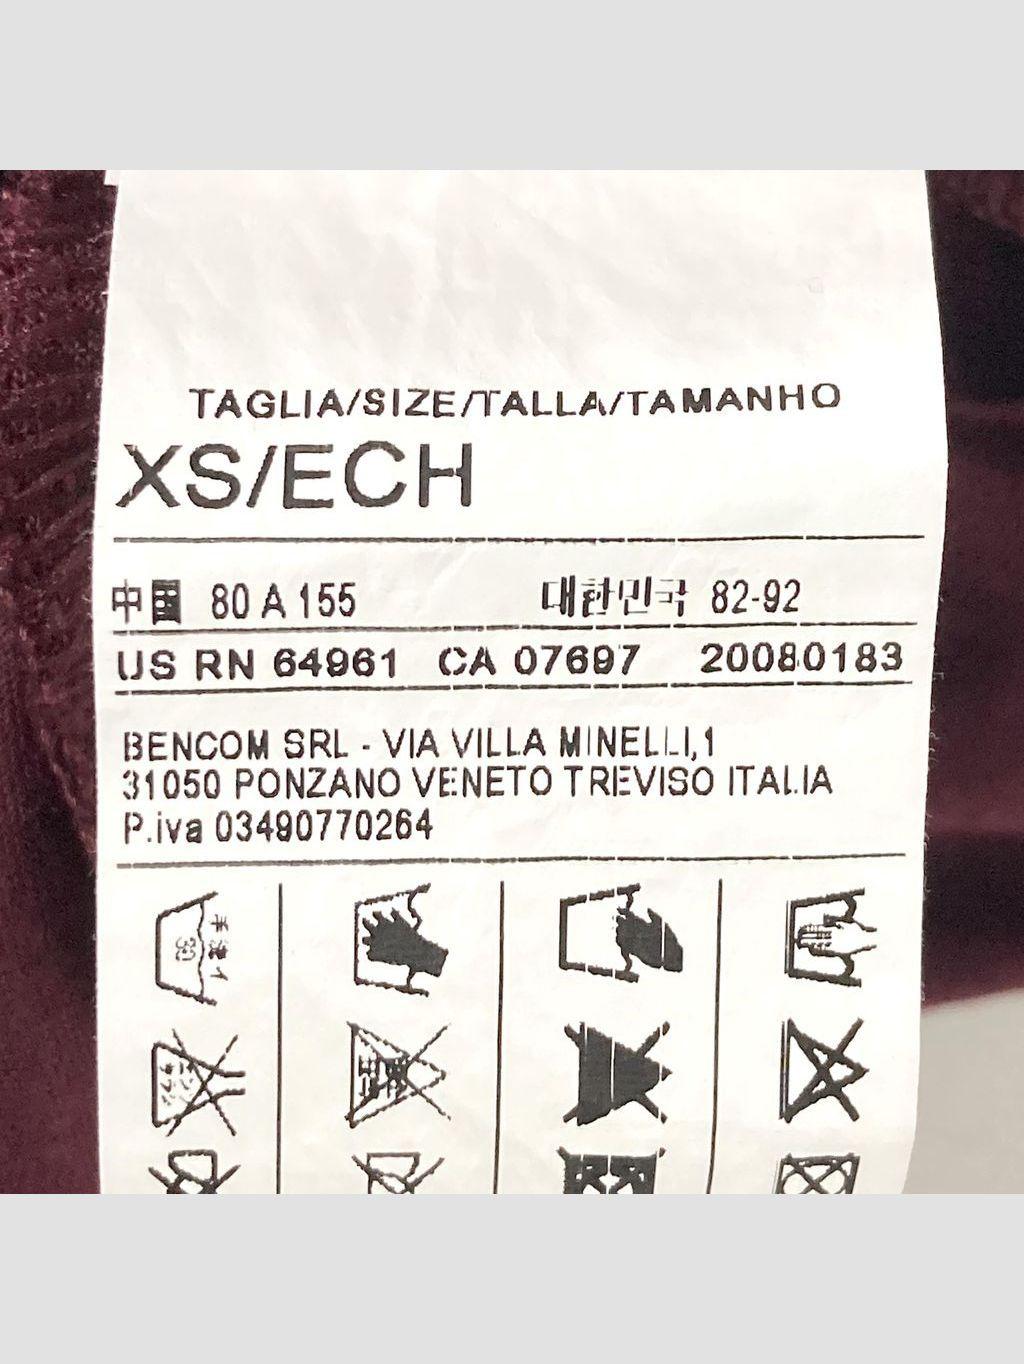 TAGLIA/SIZE/TALLA/TAMANHO
XS/ECH
中国 80 A 155 대한민국 82-92
US RN 64961 CA 07697 20080183
BENCOM SRL - VIA VILLA MINELLI,1
31050 PONZANO VENETO TREVISO ITALIA
P.iva 03490770264